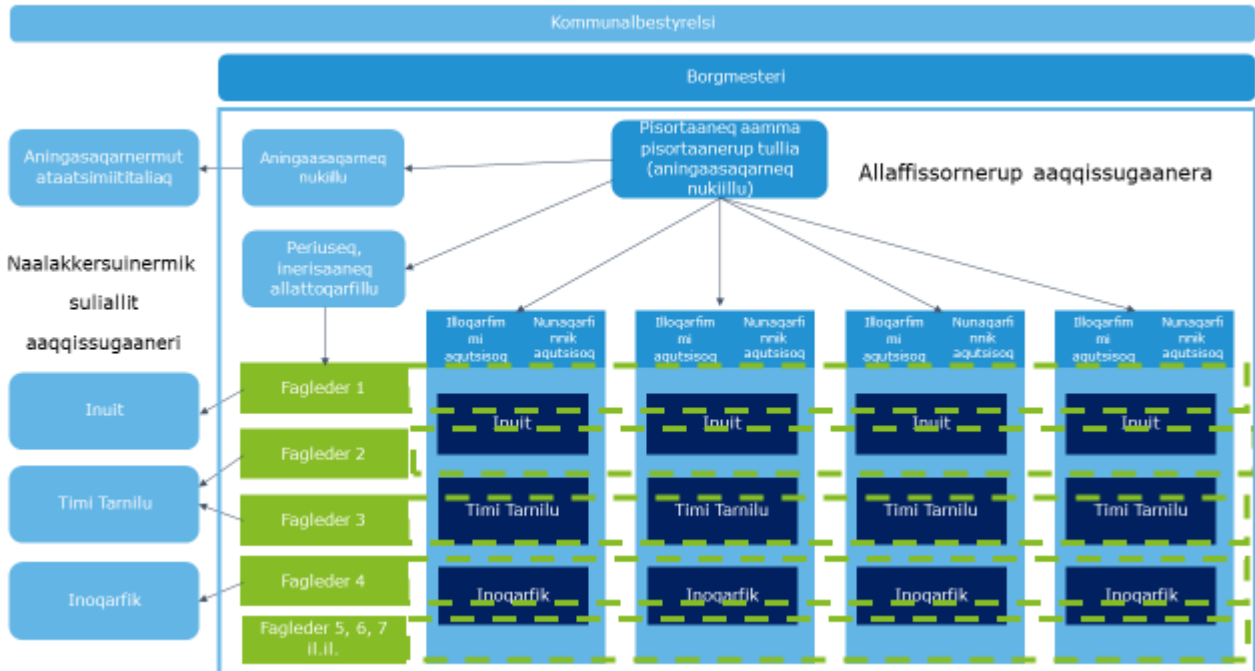 Kommunalbestyrelsi
Borgmesteri
Aningasaqarnermut
ataatsimiititaliaq
Aningaasaqarneq
nukiillu
Pisortaaneq aamma
pisortaanerup tullia
(aningaasaqarneq
nukiillu)
Allaffissornerup aaqqissugaanera
Naalakkersuinermik
suliallit
aaqqissugaaneri
Periuseq,
inerisaaneq
allattoqarfillu
Illoqarfim
mi
aqutsisoq
Nunaqarfi
nnik
aqutsisoq
Illoqarfim
mi
aqutsisoq
Nunaqarfi
nnik
aqutsisoq
Illoqarfim
mi
aqutsisoq
Nunaqarfi
nnik
aqutsisoq
Illoqarfim
mi
aqutsisoq
Nunaqarfi
nnik
aqutsisoq
Inuit
Fagleder 1
Inuit
Inuit
Inuit
Inuit
Fagleder 2
Timi Tarnilu
Fagleder 3
Timi Tarnilu
Timi Tarnilu
Timi Tarnilu
Timi Tarnilu
Inoqarfik
Fagleder 4
Inoqarfik
Inoqarfik
Inoqarfik
Inoqarfik
Fagleder 5, 6, 7
il.il.